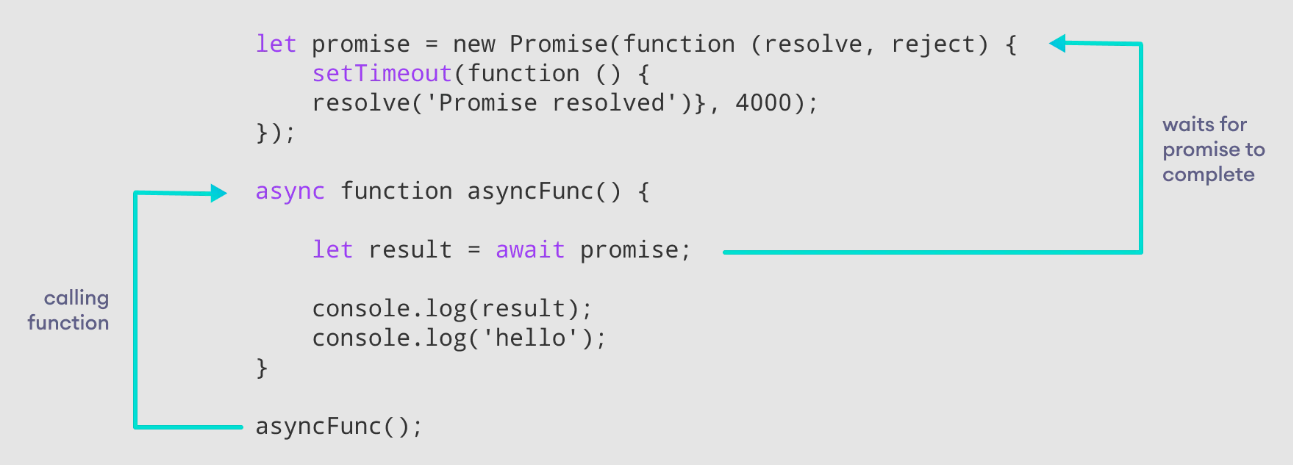 let promise = new Promise(function (resolve, reject) {
setTimeout(function () {
resolve('Promise resolved')}, 4000);
});
waits for
promise to
complete
async function asyncFunc() {
let result = await promise;
calling
function
console.log(result);
console.log('hello');
}
asyncFunc();